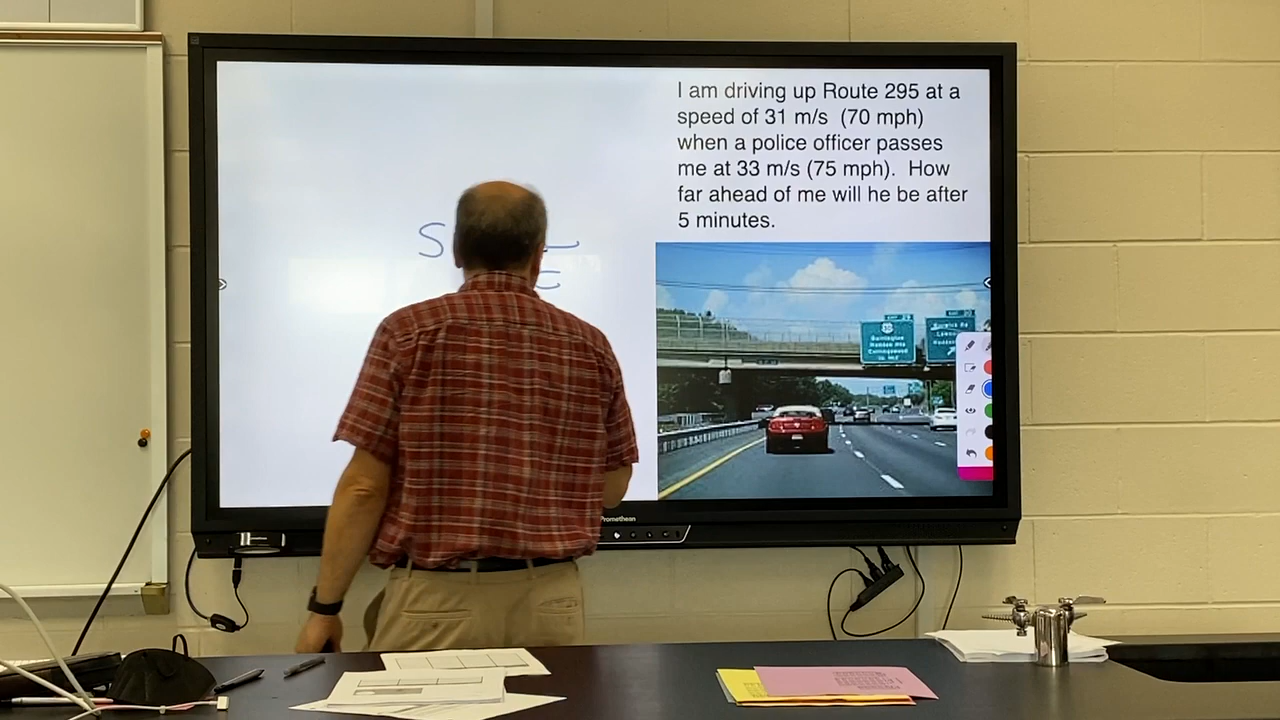 I am driving up Route 295 at a
speed of 31 m/s (70 mph)
when a police officer passes
me at 33 m/s (75 mph). How
far ahead of me will he be after
5 minutes.
S
Promethean